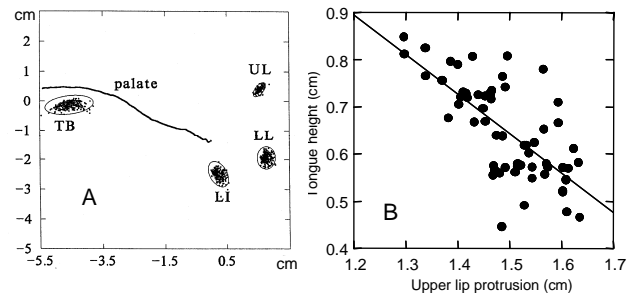 cm
2
1
0
-1
-2
-3
-4
-5
-5.5
-3.5
-1.5
0.5
cm
palate
TB
UL
LL
LI
A
Tongue height (cm)
0.9
0.8
0.7
0.6
0.5
0.4
1.2
1.3
1.4
1.5
1.6
1.7
B
Upper lip protrusion (cm)